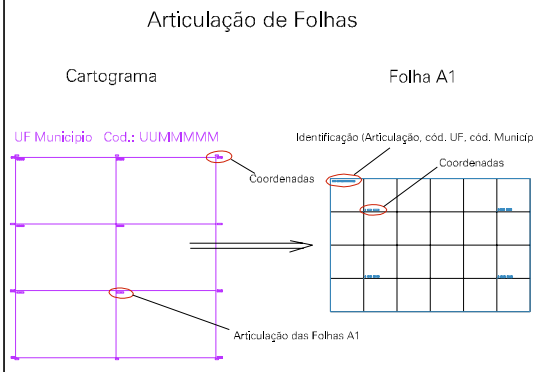 Articulação de Folhas
Cartograma
Folha A1
UF Municipio Cod.: UUMMMMM
Identificação (Articulação, cód. UF, cód. Municíp
Coordenadas
Coordenadas
Articulação das Folhas A1